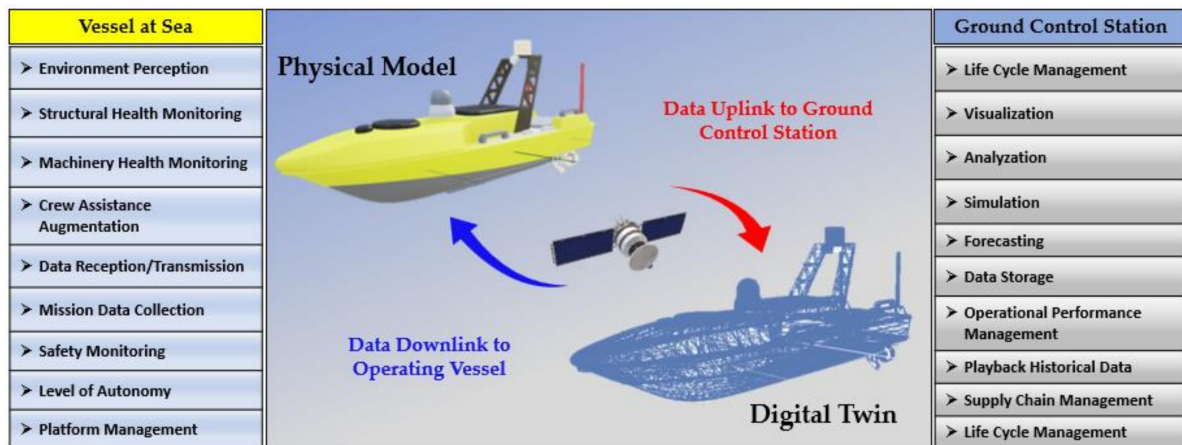 Vessel at Sea
➤ Environment Perception
➤ Structural Health Monitoring
➤ Machinery Health Monitoring
➤ Crew Assistance
Augmentation
➤ Data Reception/Transmission
➤ Mission Data Collection
➤ Safety Monitoring
➤ Level of Autonomy
➤ Platform Management
Physical Model
Data Uplink to Ground
Control Station
Data Downlink to
Operating Vessel
Digital Twin
Ground Control Station
➤ Life Cycle Management
➤ Visualization
➤ Analyzation
➤ Simulation
➤ Forecasting
➤ Data Storage
➤ Operational Performance
Management
➤ Playback Historical Data
➤ Supply Chain Management
➤ Life Cycle Management